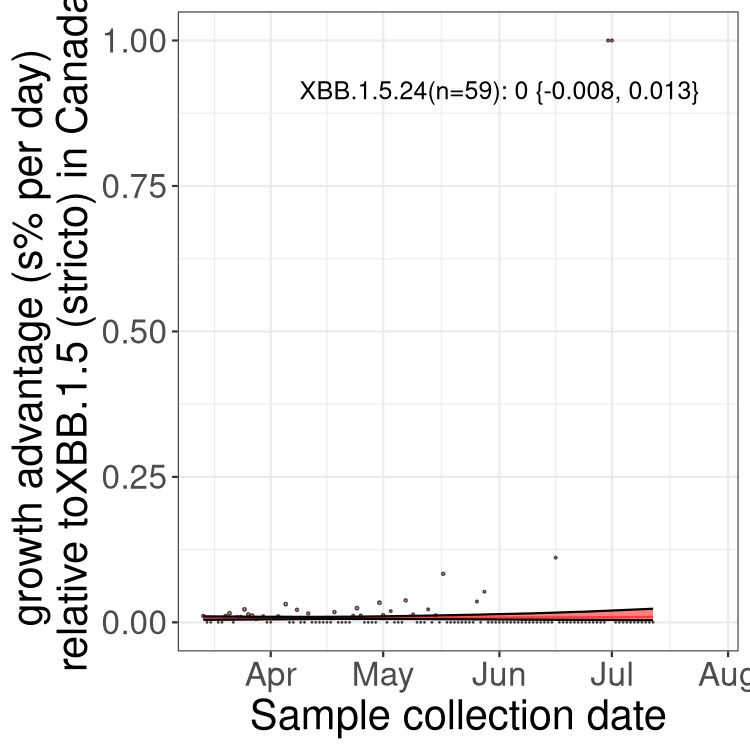 growth advantage (s% per day)
relative toXBB.1.5 (stricto) in Canada
1.00
0.75
0.50
0.25
0.00
XBB.1.5.24(n=59): 0 {-0.008, 0.013}
Apr May Jun Jul Aug
Sample collection date